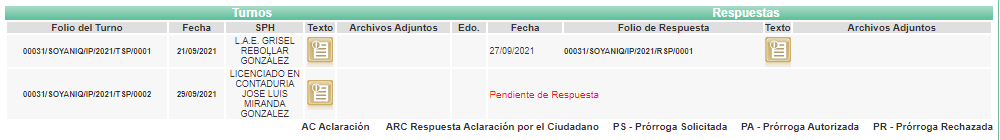 Turnos Respuestas
Folio del Turno Fecha SPH Texto Archivos Adjuntos Edo. Fecha Folio de Respuesta Texto Archivos Adjuntos
00031/SOYANIQ/IP/2021/TSP/0001 21/09/2021 L.A.E. GRISEL REBOLLAR GONZÁLEZ 27/09/2021 00031/SOYANIQ/IP/2021/RSP/0001
00031/SOYANIQ/IP/2021/TSP/0002 29/09/2021 LICENCIADO EN CONTADURIA JOSE LUIS MIRANDA GONZALEZ Pendiente de Respuesta
AC Aclaración ARC Respuesta Aclaración por el Ciudadano PS - Prórroga Solicitada PA - Prórroga Autorizada PR - Prórroga Rechazada